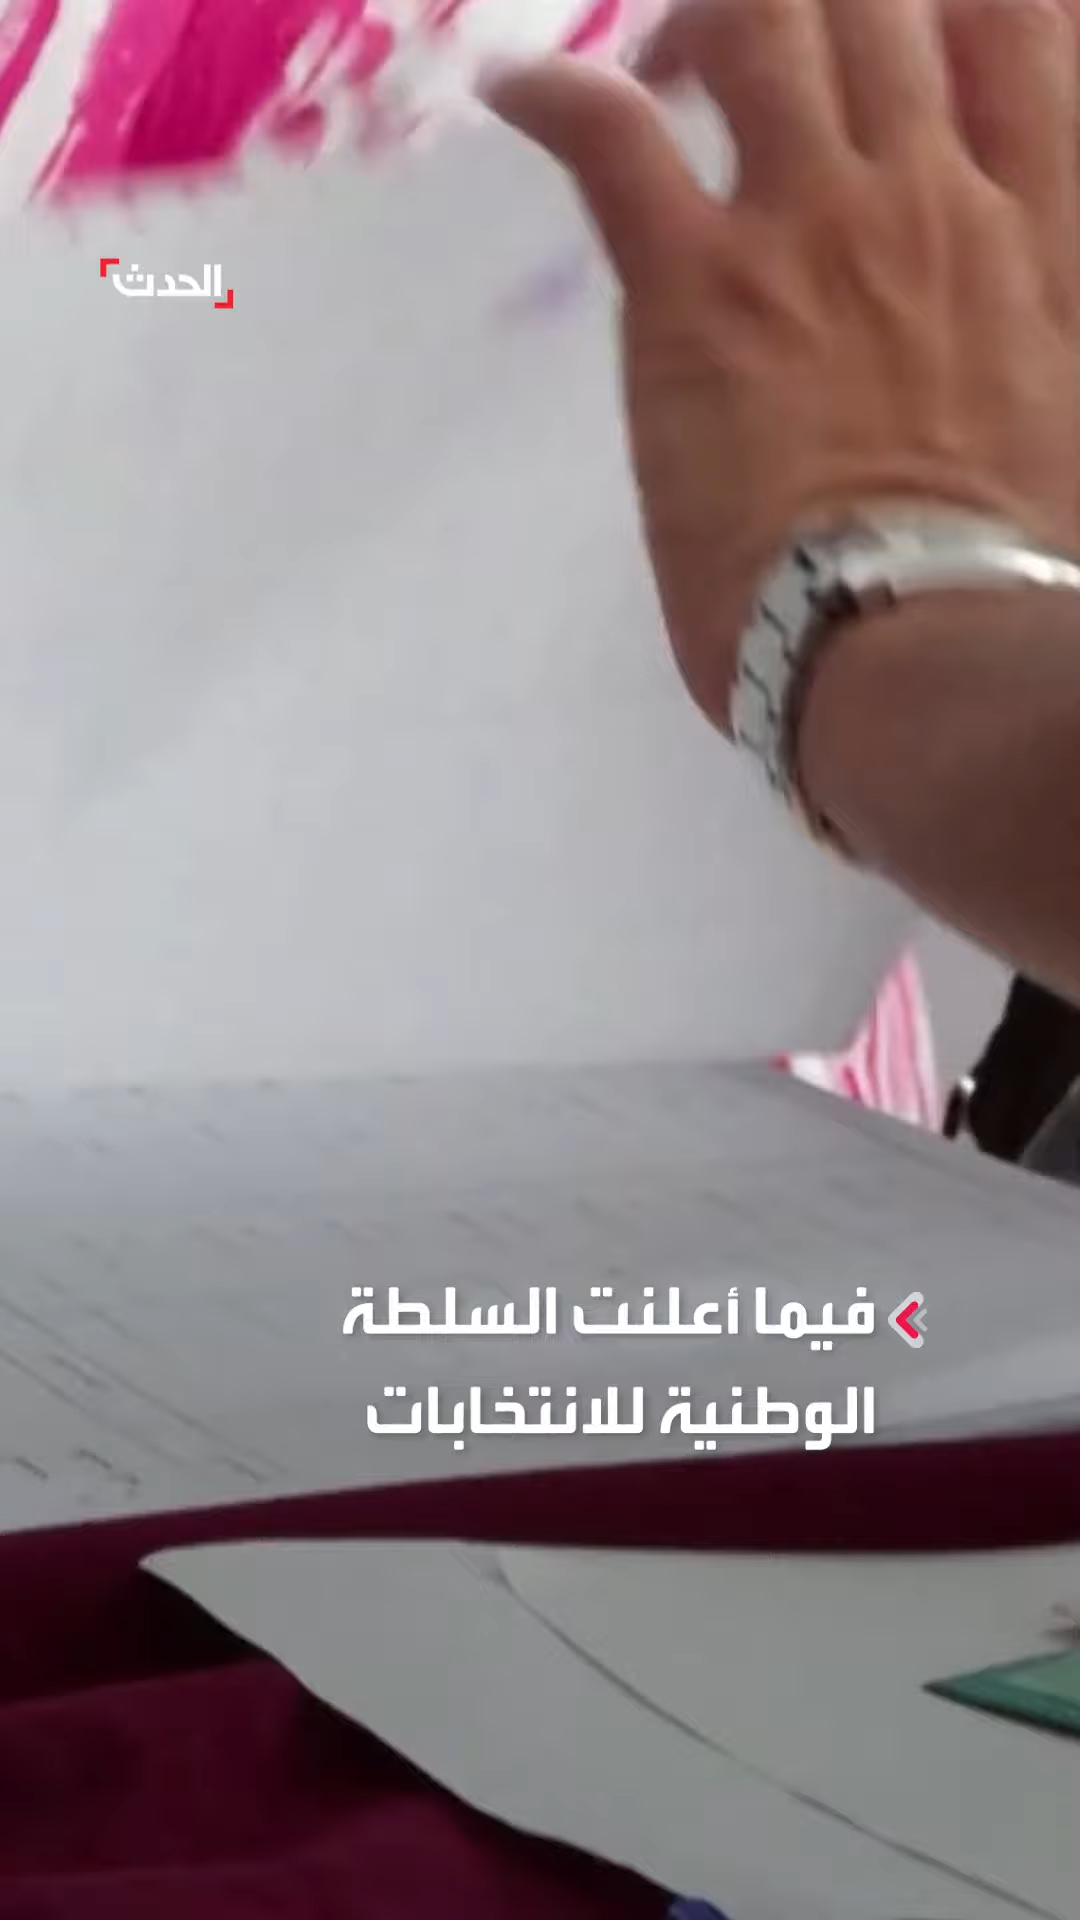 الحدث
فيما أعلنت السلطة
الوطنية للانتخابات